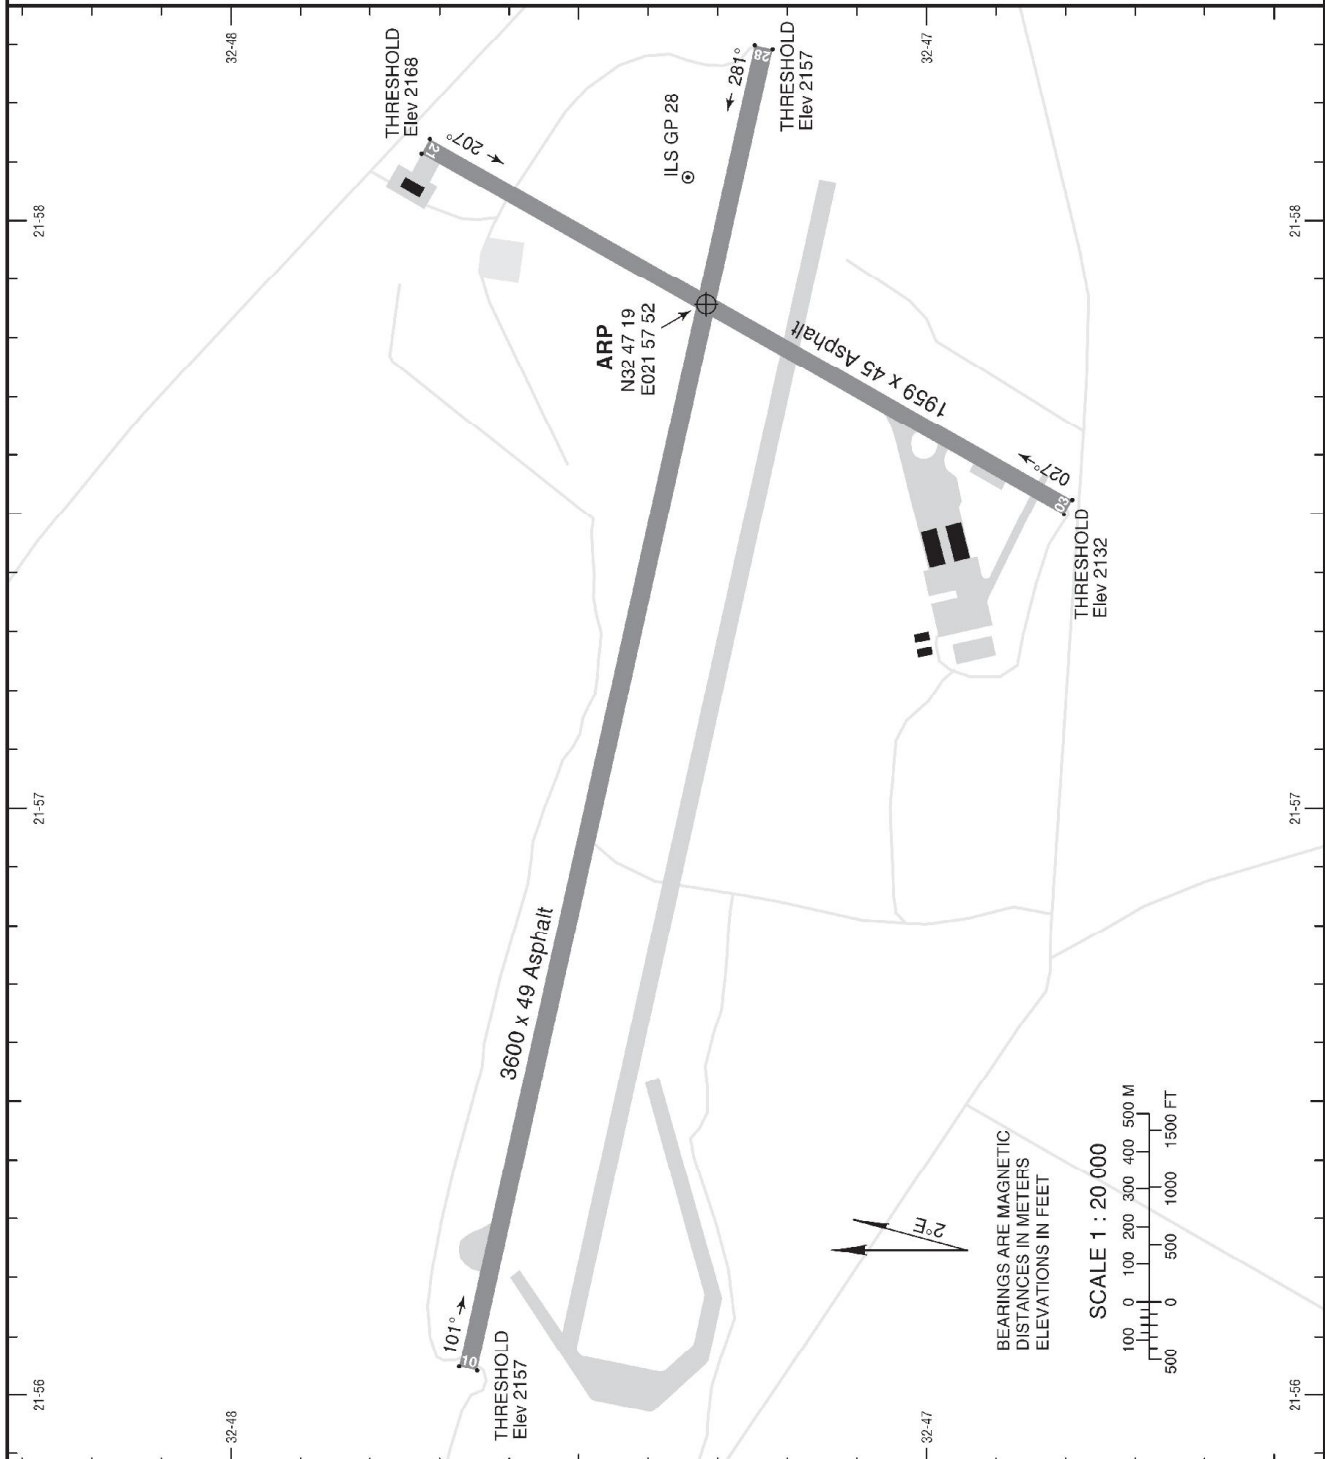 32-48
32-47
THRESHOLD
Elev 2168
21
207°
281°
28
THRESHOLD
Elev 2157
ILS GP 28
21-58
21-58
ARP
N32 47 19
E021 57 52
1959 x 45 Asphalt
027°
03
THRESHOLD
Elev 2132
21-57
21-57
3600 x 49 Asphalt
101°
10
THRESHOLD
Elev 2157
2°E
BEARINGS ARE MAGNETIC
DISTANCES IN METERS
ELEVATIONS IN FEET
SCALE 1 : 20 000
100 0 100 200 300 400 500 M
500 0 500 1000 1500 FT
21-56
21-56
32-48
32-47